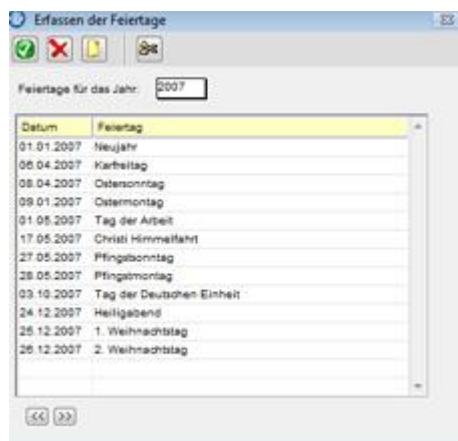 Erfassen der Feiertage
Feiertage für das Jahr: 2007
Datum Feiertag
01.01.2007 Neujahr
06.04.2007 Karfreitag
08.04.2007 Ostersonntag
09.01.2007 Ostermontag
01.05.2007 Tag der Arbeit
17.05.2007 Christi Himmelfahrt
27.05.2007 Pfingstsonntag
28.05.2007 Pfingstmontag
03.10.2007 Tag der Deutschen Einheit
24.12.2007 Heiligabend
25.12.2007 1. Weihnachtstag
26.12.2007 2. Weihnachtstag
<< >>